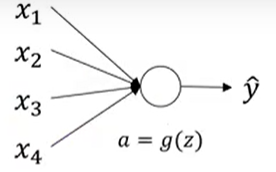 x₁
x₂
x₃
x₄
ŷ
a = g(z)